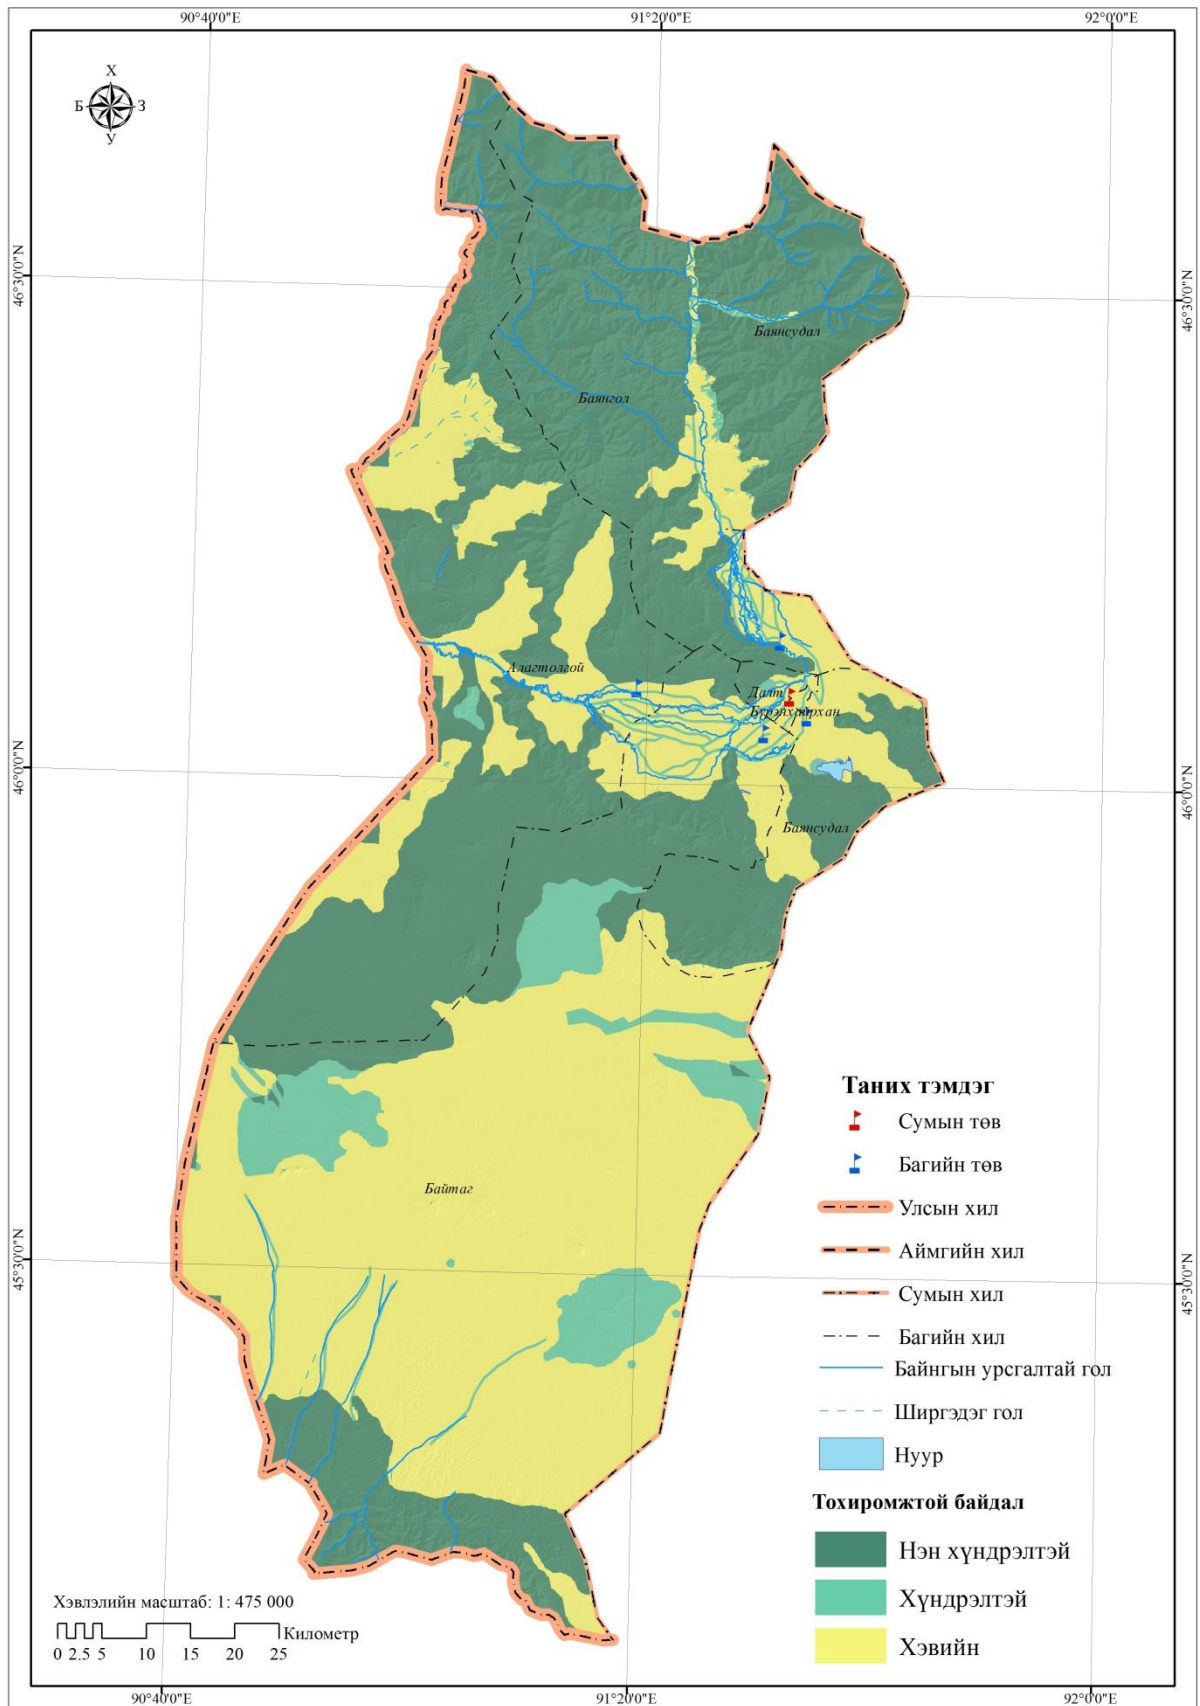 90°40'0"E
91°20'0"E
92°0'0"E
Х
Б
З
У
46°30'0"N
46°30'0"N
Баянсудал
Баянгол
Алагтолгой
Далт
Бүрэнхайрхан
46°0'0"N
46°0'0"N
Баянсудал
Байтаг
45°30'0"N
45°30'0"N
Таних тэмдэг
Сумын төв
Багийн төв
Улсын хил
Аймгийн хил
Сумын хил
Багийн хил
Байнгын урсгалтай гол
Ширгэдэг гол
Нуур
Тохиромжтой байдал
Нэн хүндрэлтэй
Хүндрэлтэй
Хэвийн
Хэвлэлийн масштаб: 1: 475 000
Километр
0 2.5 5 10 15 20 25
90°40'0"E
91°20'0"E
92°0'0"E